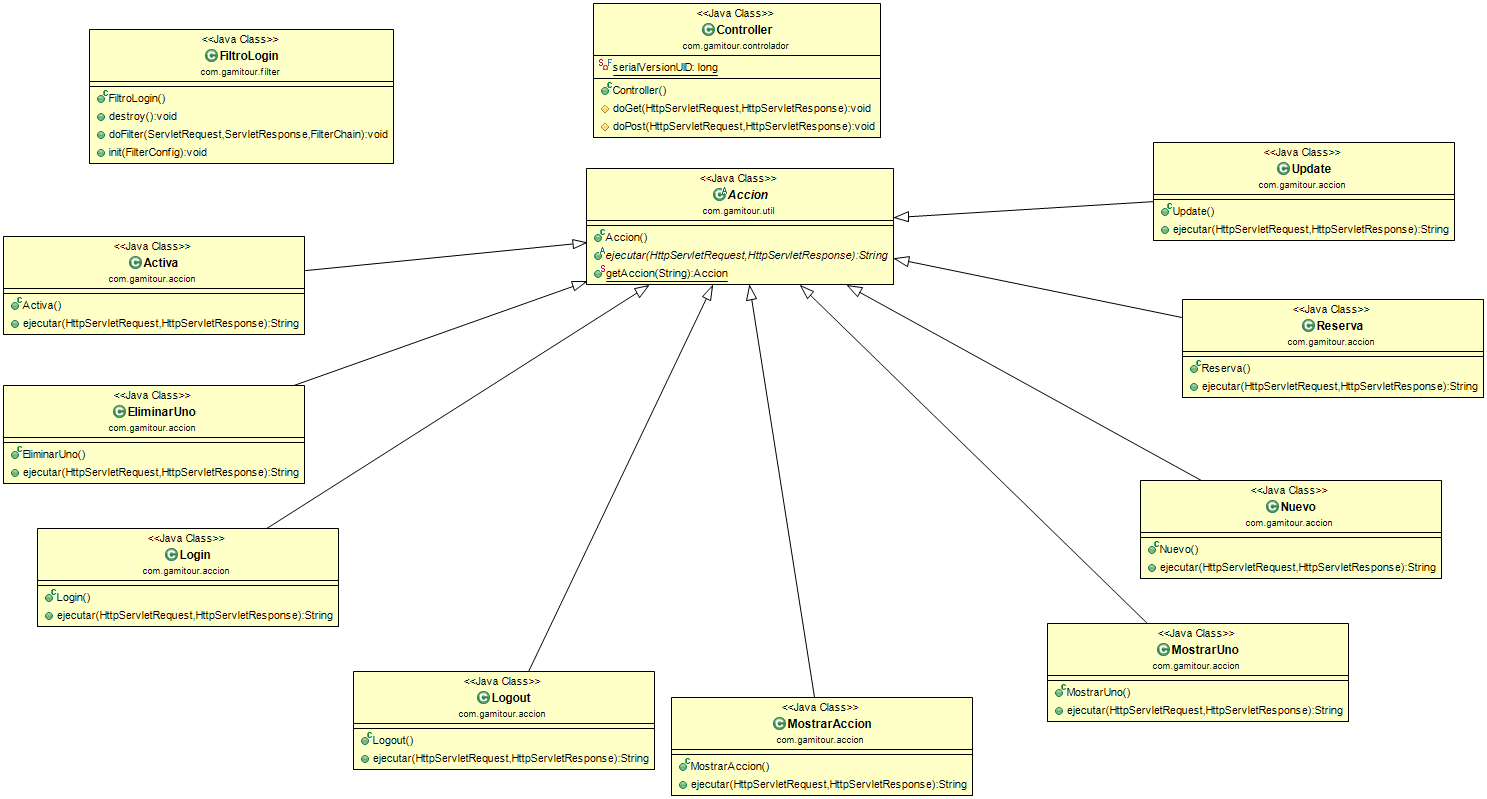 <<Java Class>>
FiltroLogin
com.gamitour.filter
FiltroLogin()
destroy():void
doFilter(ServletRequest,ServletResponse,FilterChain):void
init(FilterConfig):void
<<Java Class>>
Controller
com.gamitour.controlador
serialVersionUID: long
Controller()
doGet(HttpServletRequest,HttpServletResponse):void
doPost(HttpServletRequest,HttpServletResponse):void
<<Java Class>>
Accion
com.gamitour.util
Accion()
ejecutar(HttpServletRequest,HttpServletResponse):String
getAccion(String):Accion
<<Java Class>>
Update
com.gamitour.accion
Update()
ejecutar(HttpServletRequest,HttpServletResponse):String
<<Java Class>>
Activa
com.gamitour.accion
Activa()
ejecutar(HttpServletRequest,HttpServletResponse):String
<<Java Class>>
Reserva
com.gamitour.accion
Reserva()
ejecutar(HttpServletRequest,HttpServletResponse):String
<<Java Class>>
EliminarUno
com.gamitour.accion
EliminarUno()
ejecutar(HttpServletRequest,HttpServletResponse):String
<<Java Class>>
Nuevo
com.gamitour.accion
Nuevo()
ejecutar(HttpServletRequest,HttpServletResponse):String
<<Java Class>>
Login
com.gamitour.accion
Login()
ejecutar(HttpServletRequest,HttpServletResponse):String
<<Java Class>>
MostrarUno
com.gamitour.accion
MostrarUno()
ejecutar(HttpServletRequest,HttpServletResponse):String
<<Java Class>>
Logout
com.gamitour.accion
Logout()
ejecutar(HttpServletRequest,HttpServletResponse):String
<<Java Class>>
MostrarAccion
com.gamitour.accion
MostrarAccion()
ejecutar(HttpServletRequest,HttpServletResponse):String